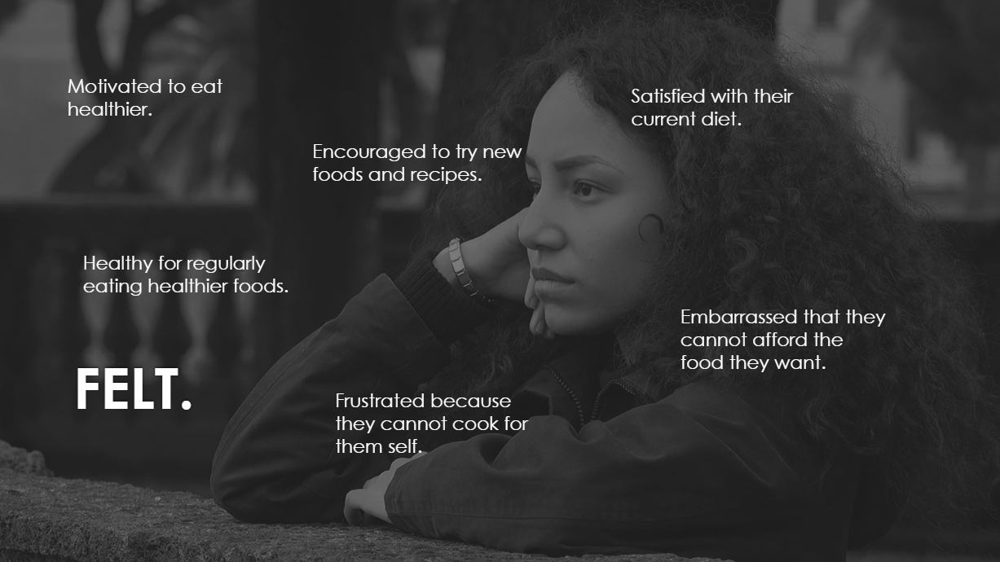 Motivated to eat
healthier.
Satisfied with their
current diet.
Encouraged to try new
foods and recipes.
Healthy for regularly
eating healthier foods.
Embarrassed that they
cannot afford the
food they want.
FELT.
Frustrated because
they cannot cook for
them self.